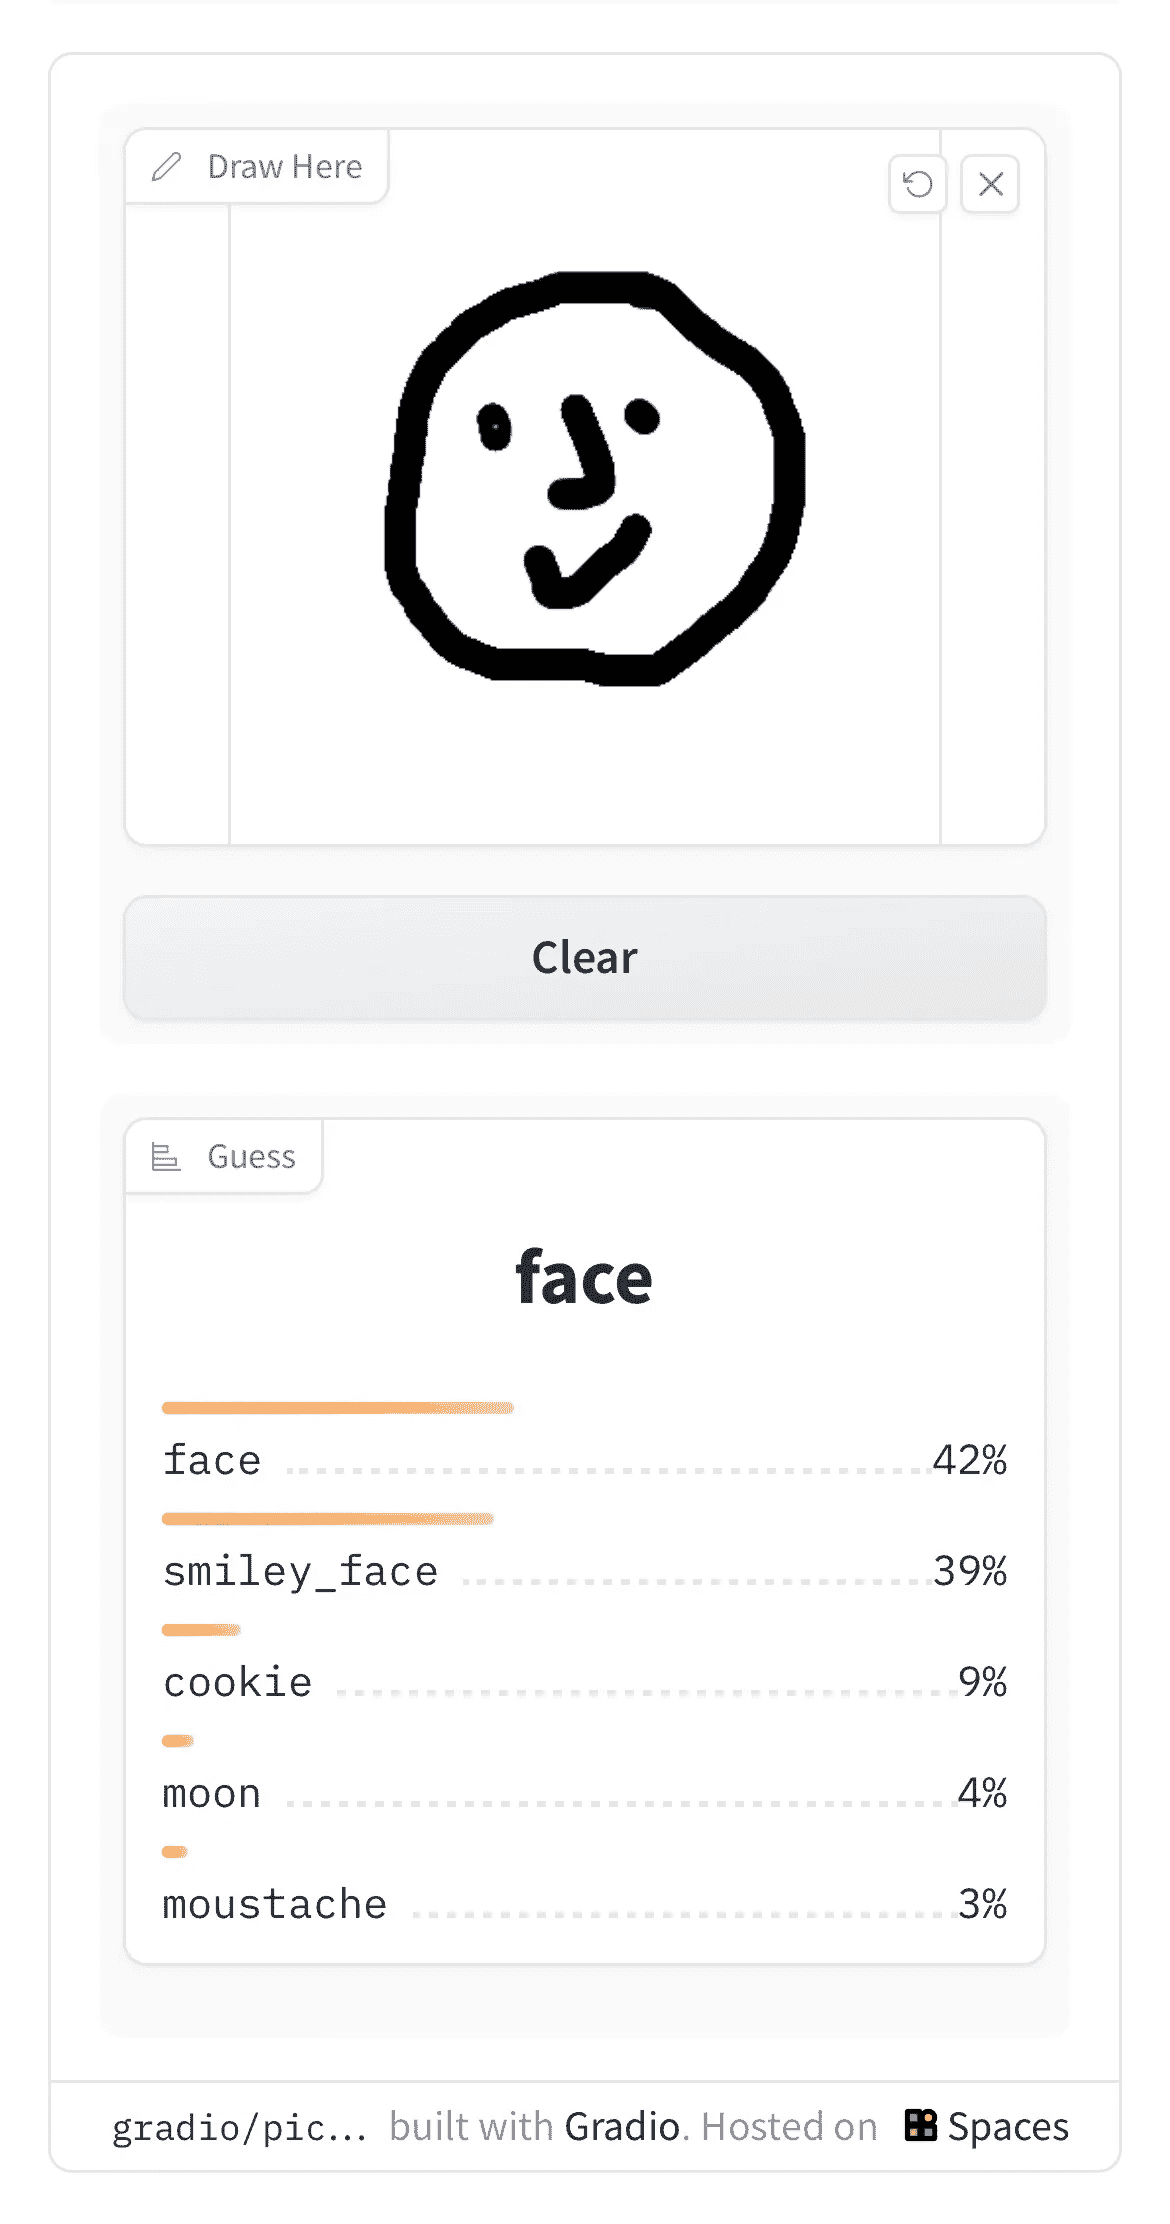 Draw Here
Clear
Guess
face
face 42%
smiley_face 39%
cookie 9%
moon 4%
moustache 3%
gradio/pic... built with Gradio. Hosted on Spaces